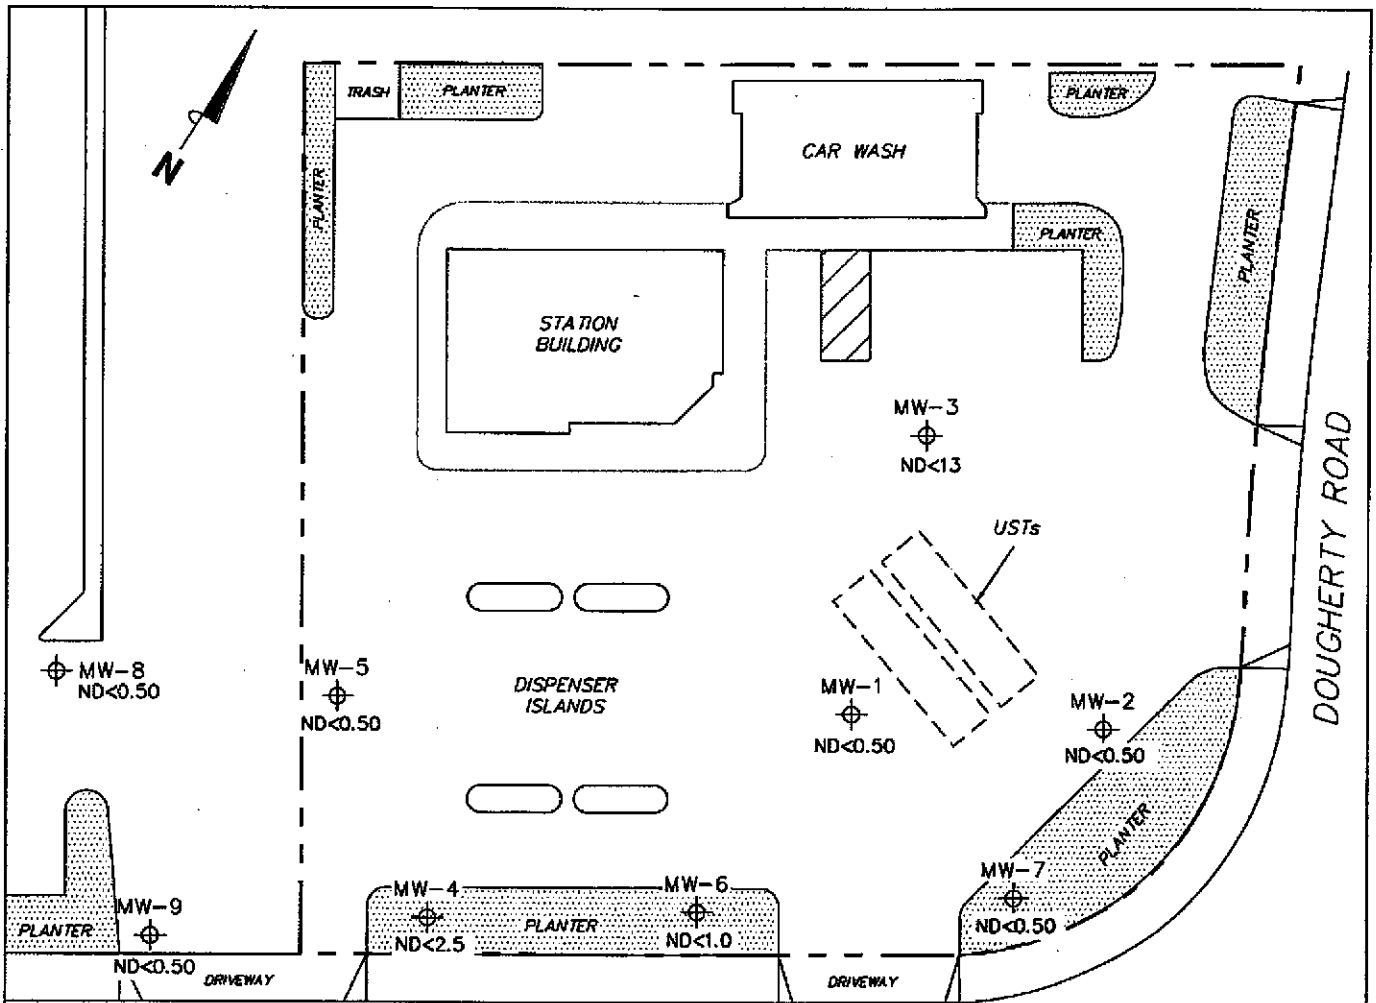 TRASH
PLANTER
PLANTER
CAR WASH
N
PLANTER
PLANTER
PLANTER
STATION
BUILDING
MW-3
ND<13
DOUGHERTY ROAD
USTs
MW-8
ND<0.50
MW-5
ND<0.50
DISPENSER
ISLANDS
MW-1
ND<0.50
MW-2
ND<0.50
PLANTER
MW-7
ND<0.50
MW-4
ND<2.5
PLANTER
MW-6
ND<1.0
PLANTER
MW-9
ND<0.50
DRIVEWAY
DRIVEWAY